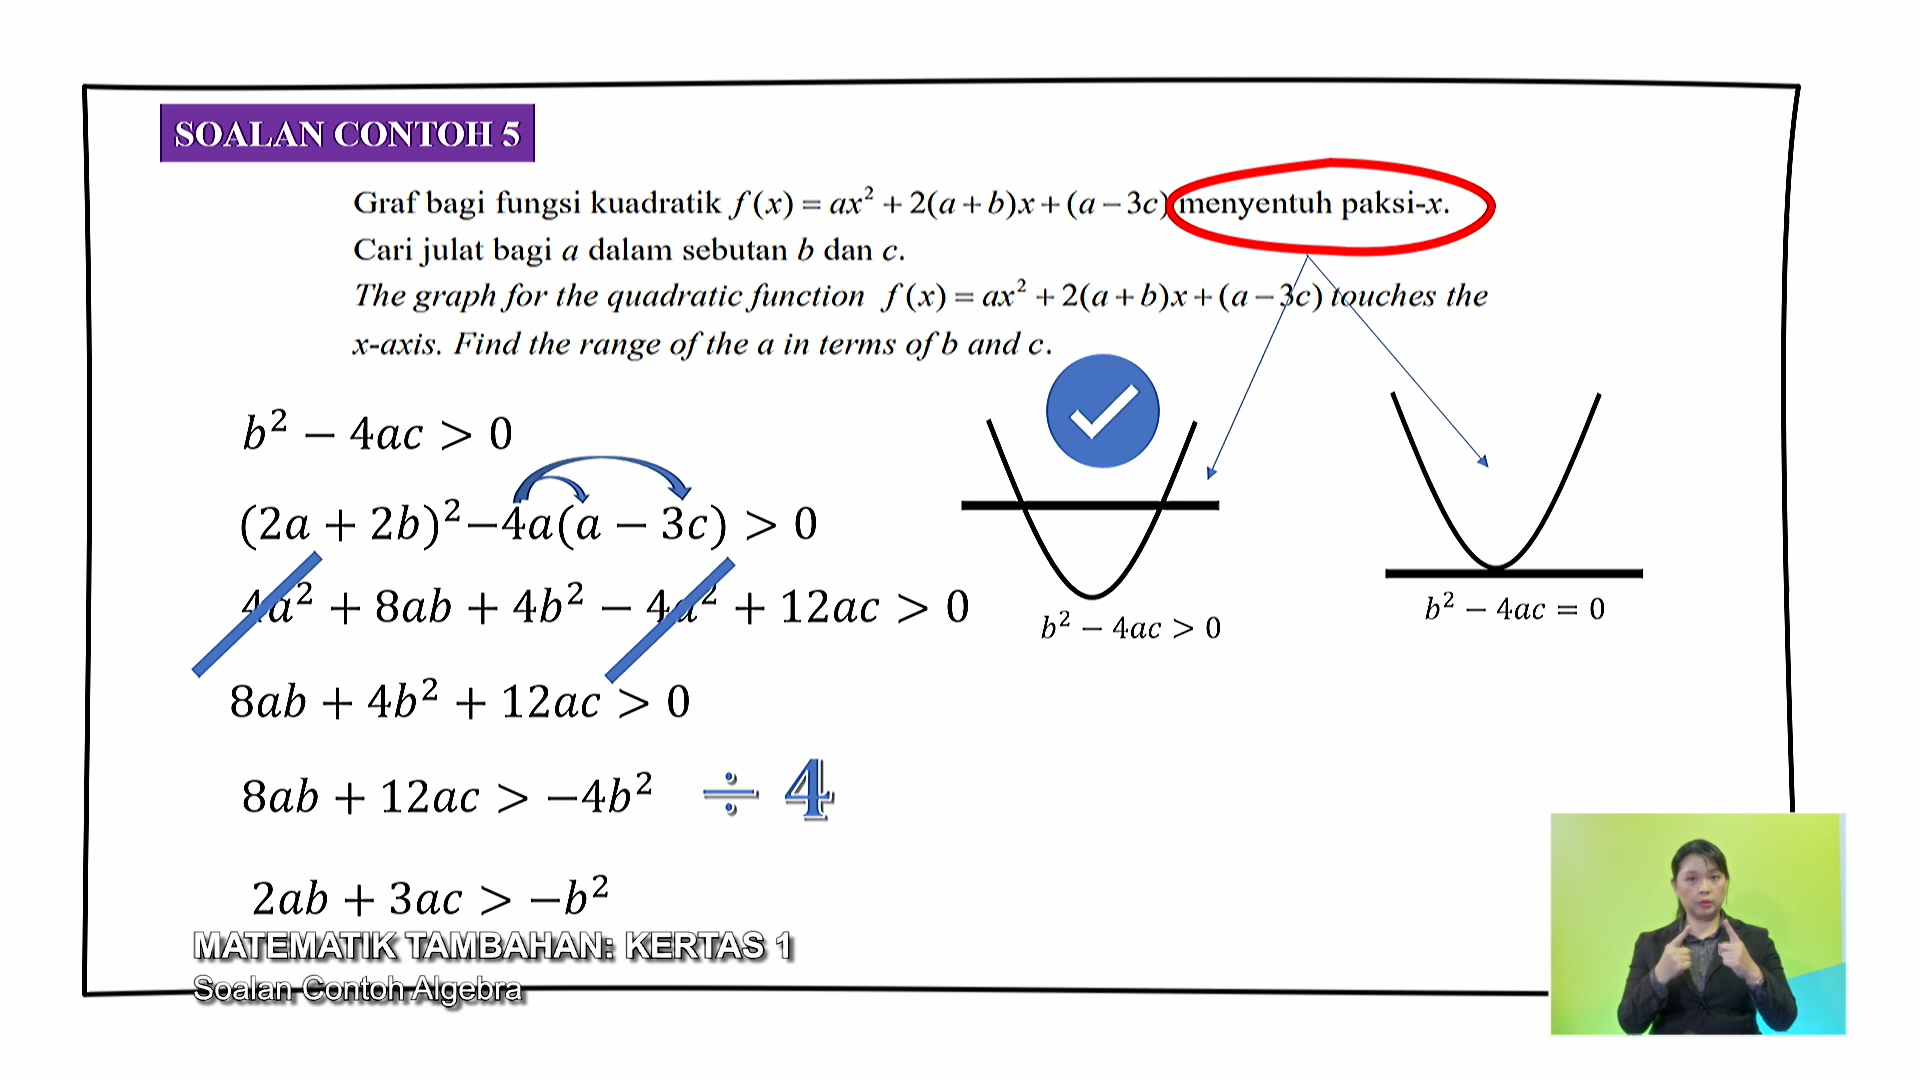 SOALAN CONTOH 5
Graf bagi fungsi kuadratik f(x) = ax² + 2(a + b)x + (a − 3c) menyentuh paksi-x.
Cari julat bagi a dalam sebutan b dan c.
The graph for the quadratic function f(x) = ax² + 2(a + b)x + (a − 3c) touches the
x-axis. Find the range of the a in terms of b and c.
b² − 4ac > 0
(2a + 2b)²−4a(a − 3c) > 0
4a² + 8ab + 4b² − 4a² + 12ac > 0
8ab + 4b² + 12ac > 0
8ab + 12ac > −4b² ÷ 4
2ab + 3ac > −b²
b² − 4ac > 0
b² − 4ac = 0
MATEMATIK TAMBAHAN: KERTAS 1
Soalan Contoh Algebra